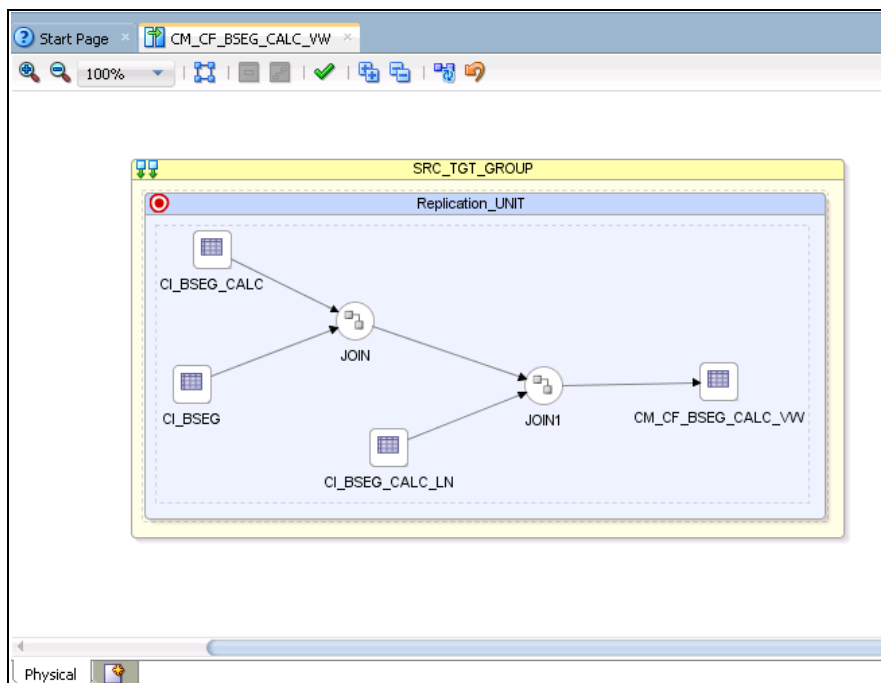 Start Page
CM_CF_BSEG_CALC_VW
100%
SRC_TGT_GROUP
Replication_UNIT
CI_BSEG_CALC
JOIN
CI_BSEG
JOIN1
CM_CF_BSEG_CALC_VW
CI_BSEG_CALC_LN
Physical